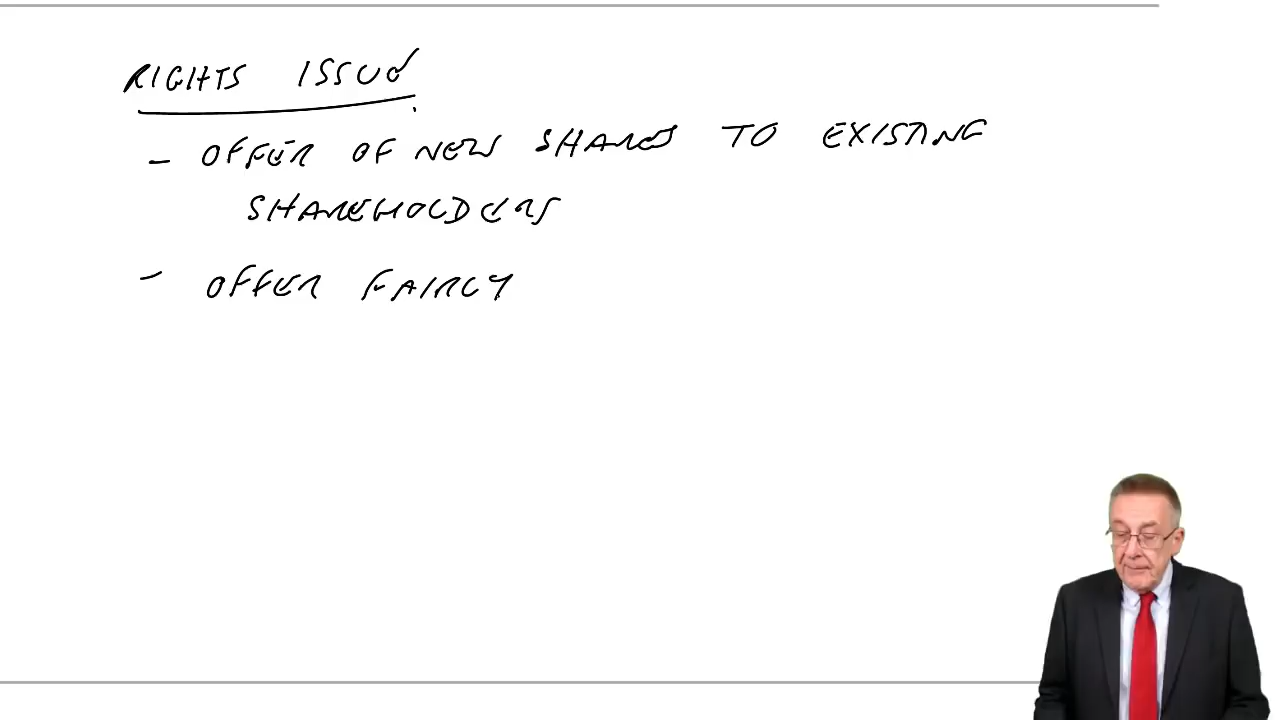 RIGHTS ISSUE
- OFFER OF NEW SHARES TO EXISTING
SHAREHOLDERS
- OFFER FAIRLY